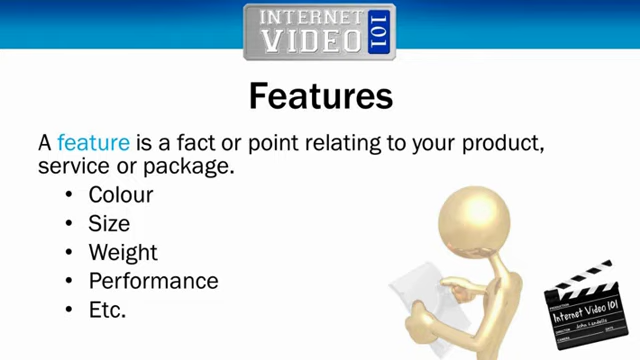 INTERNET
VIDEO
101
Features
A feature is a fact or point relating to your product,
service or package.
• Colour
• Size
• Weight
• Performance
• Etc.
Internet Video 101